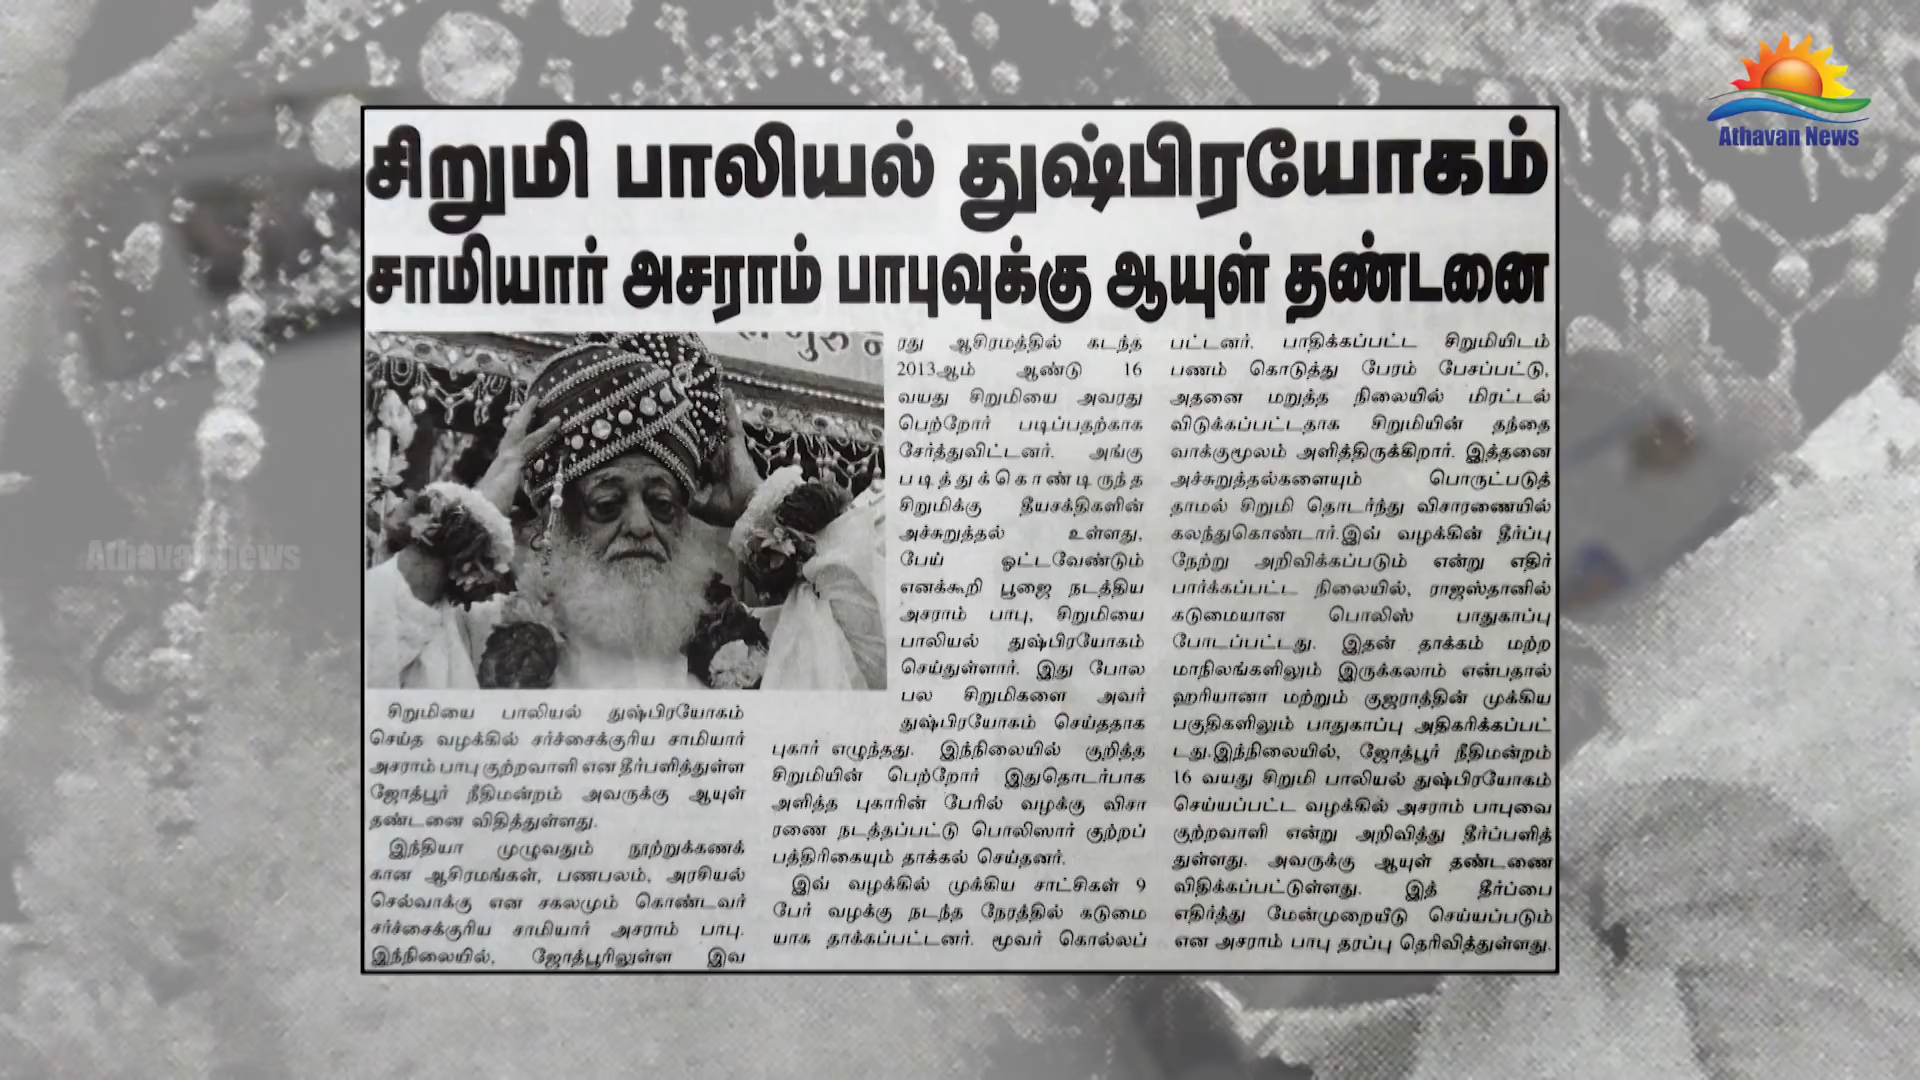 சிறுமி பாலியல் துஷ்பிரயோகம்
சாமியார் அசராம் பாபுவுக்கு ஆயுள் தண்டனை
சிறுமியை பாலியல் துஷ்பிரயோகம்
செய்த வழக்கில் சர்ச்சைக்குரிய சாமியார்
அசராம் பாபு குற்றவாளி என தீர்பளித்துள்ள
ஜோத்பூர் நீதிமன்றம் அவருக்கு ஆயுள்
தண்டனை விதித்துள்ளது.
இந்தியா முழுவதும் நூற்றுக்கணக்
கான ஆசிரமங்கள், பணபலம், அரசியல்
செல்வாக்கு என சகலமும் கொண்டவர்
சர்ச்சைக்குரிய சாமியார் அசராம் பாபு.
இந்நிலையில், ஜோத்பூரிலுள்ள இவ
ரது ஆசிரமத்தில் கடந்த
2013ஆம் ஆண்டு 16
வயது சிறுமியை அவரது
பெற்றோர் படிப்பதற்காக
சேர்த்துவிட்டனர். அங்கு
படித்துக்கொண்டிருந்த
சிறுமிக்கு தீயசக்திகளின்
அச்சுறுத்தல் உள்ளது,
பேய் ஓட்டவேண்டும்
எனக்கூறி பூஜை நடத்திய
அசராம் பாபு, சிறுமியை
பாலியல் துஷ்பிரயோகம்
செய்துள்ளார். இது போல
பல சிறுமிகளை அவர்
துஷ்பிரயோகம் செய்ததாக
புகார் எழுந்தது. இந்நிலையில் குறித்த
சிறுமியின் பெற்றோர் இதுதொடர்பாக
அளித்த புகாரின் பேரில் வழக்கு விசா
ரணை நடத்தப்பட்டு பொலிஸார் குற்றப்
பத்திரிகையும் தாக்கல் செய்தனர்.
இவ் வழக்கில் முக்கிய சாட்சிகள் 9
பேர் வழக்கு நடந்த நேரத்தில் கடுமை
யாக தாக்கப்பட்டனர். மூவர் கொல்லப்
பட்டனர். பாதிக்கப்பட்ட சிறுமியிடம்
பணம் கொடுத்து பேரம் பேசப்பட்டு,
அதனை மறுத்த நிலையில் மிரட்டல்
விடுக்கப்பட்டதாக சிறுமியின் தந்தை
வாக்குமூலம் அளித்திருக்கிறார். இத்தனை
அச்சுறுத்தல்களையும் பொருட்படுத்
தாமல் சிறுமி தொடர்ந்து விசாரணையில்
கலந்துகொண்டார்.இவ் வழக்கின் தீர்ப்பு
நேற்று அறிவிக்கப்படும் என்று எதிர்
பார்க்கப்பட்ட நிலையில், ராஜஸ்தானில்
கடுமையான பொலிஸ் பாதுகாப்பு
போடப்பட்டது. இதன் தாக்கம் மற்ற
மாநிலங்களிலும் இருக்கலாம் என்பதால்
ஹரியானா மற்றும் குஜராத்தின் முக்கிய
பகுதிகளிலும் பாதுகாப்பு அதிகரிக்கப்பட்
டது.இந்நிலையில், ஜோத்பூர் நீதிமன்றம்
16 வயது சிறுமி பாலியல் துஷ்பிரயோகம்
செய்யப்பட்ட வழக்கில் அசராம் பாபுவை
குற்றவாளி என்று அறிவித்து தீர்ப்பளித்
துள்ளது. அவருக்கு ஆயுள் தண்டணை
விதிக்கப்பட்டுள்ளது. இத் தீர்ப்பை
எதிர்த்து மேன்முறையீடு செய்யப்படும்
என அசராம் பாபு தரப்பு தெரிவித்துள்ளது.
Athavan News
Athavan News